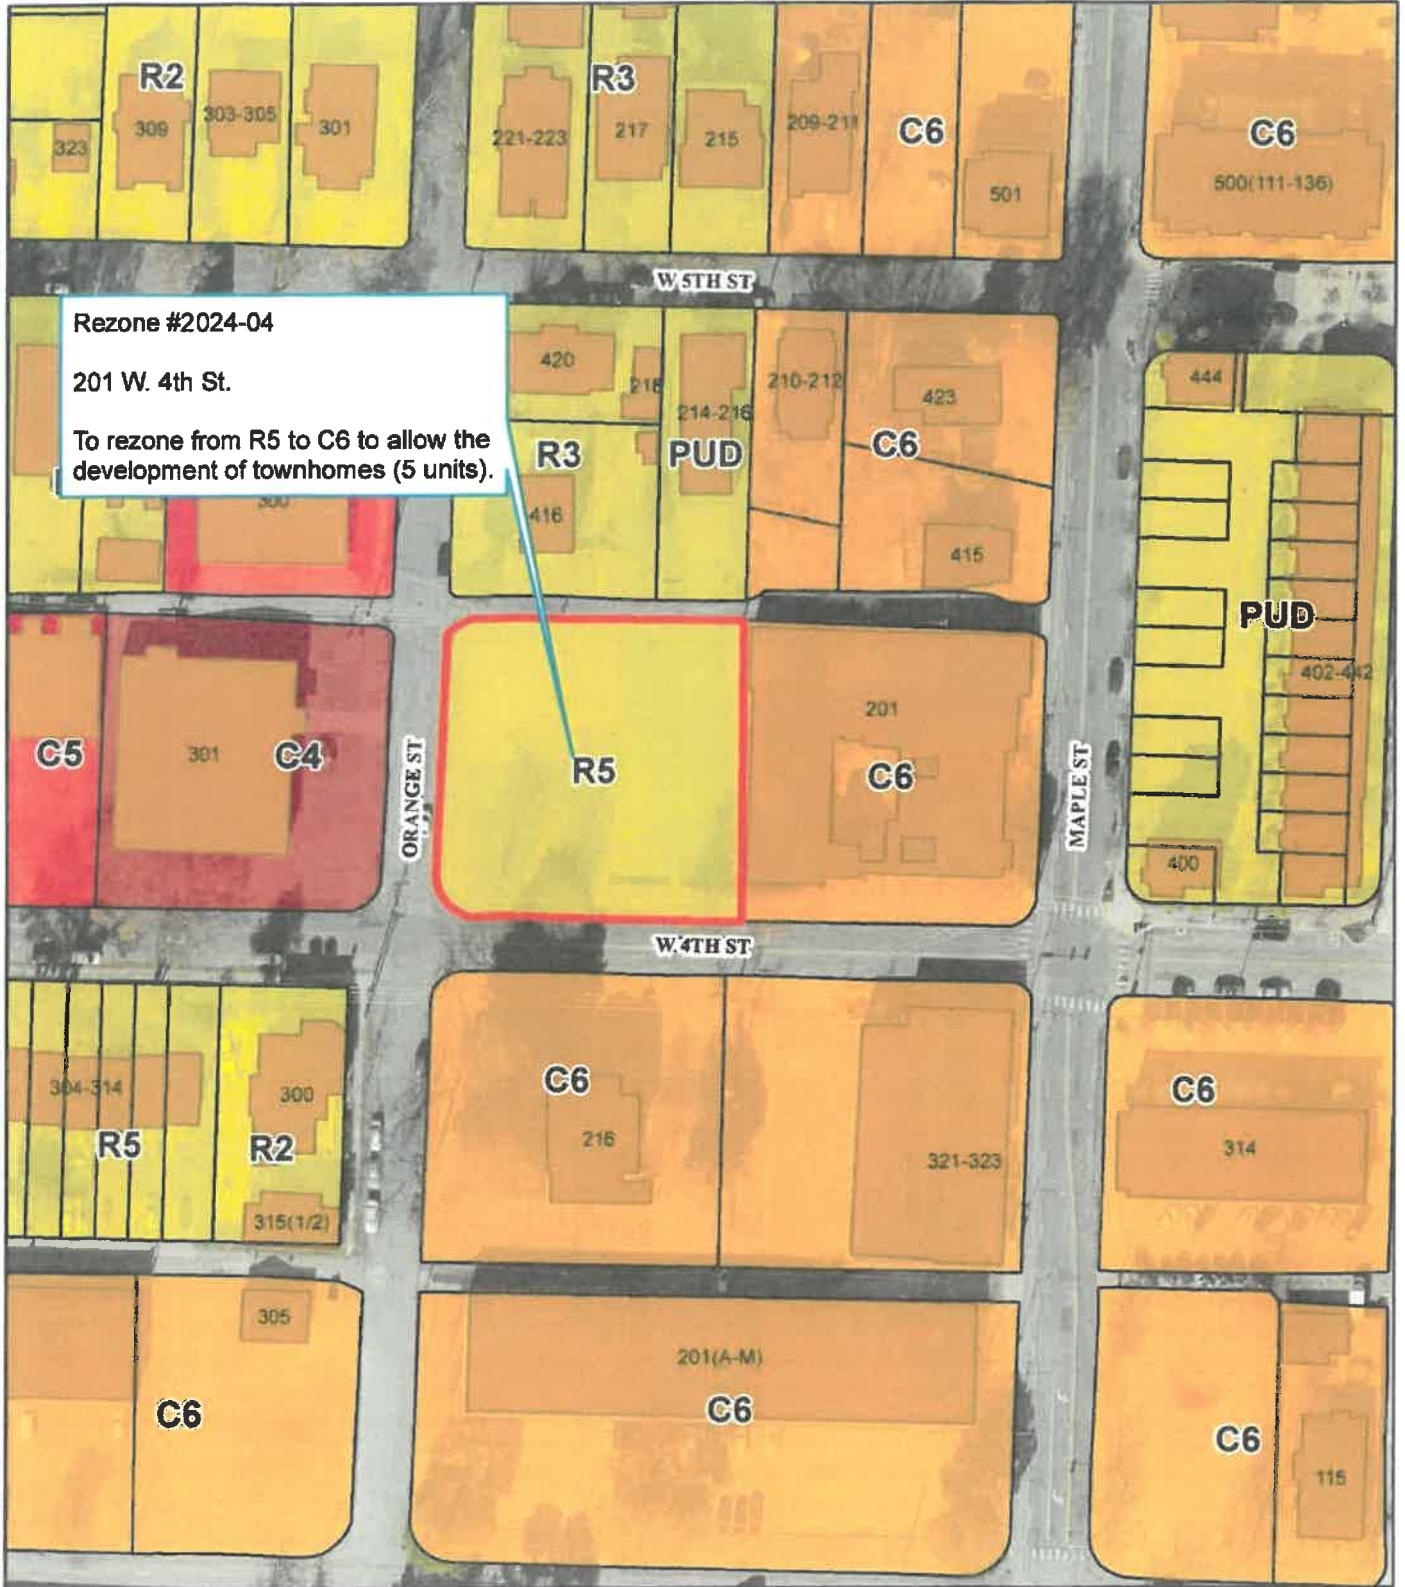 R2
R3
303-305
309
301
323
221-223
217
215
209-211
C6
501
C6
500(111-136)
W 5TH ST
Rezone #2024-04
201 W. 4th St.
To rezone from R5 to C6 to allow the
development of townhomes (5 units).
420
218
214-216
210-212
423
444
R3
PUD
C6
300
416
415
PUD
402-442
201
C5
301
C4
ORANGE ST
R5
C6
MAPLE ST
400
W. 4TH ST
304-314
300
R5
R2
315(1/2)
C6
216
321-323
C6
314
305
C6
201(A-M)
C6
C6
115